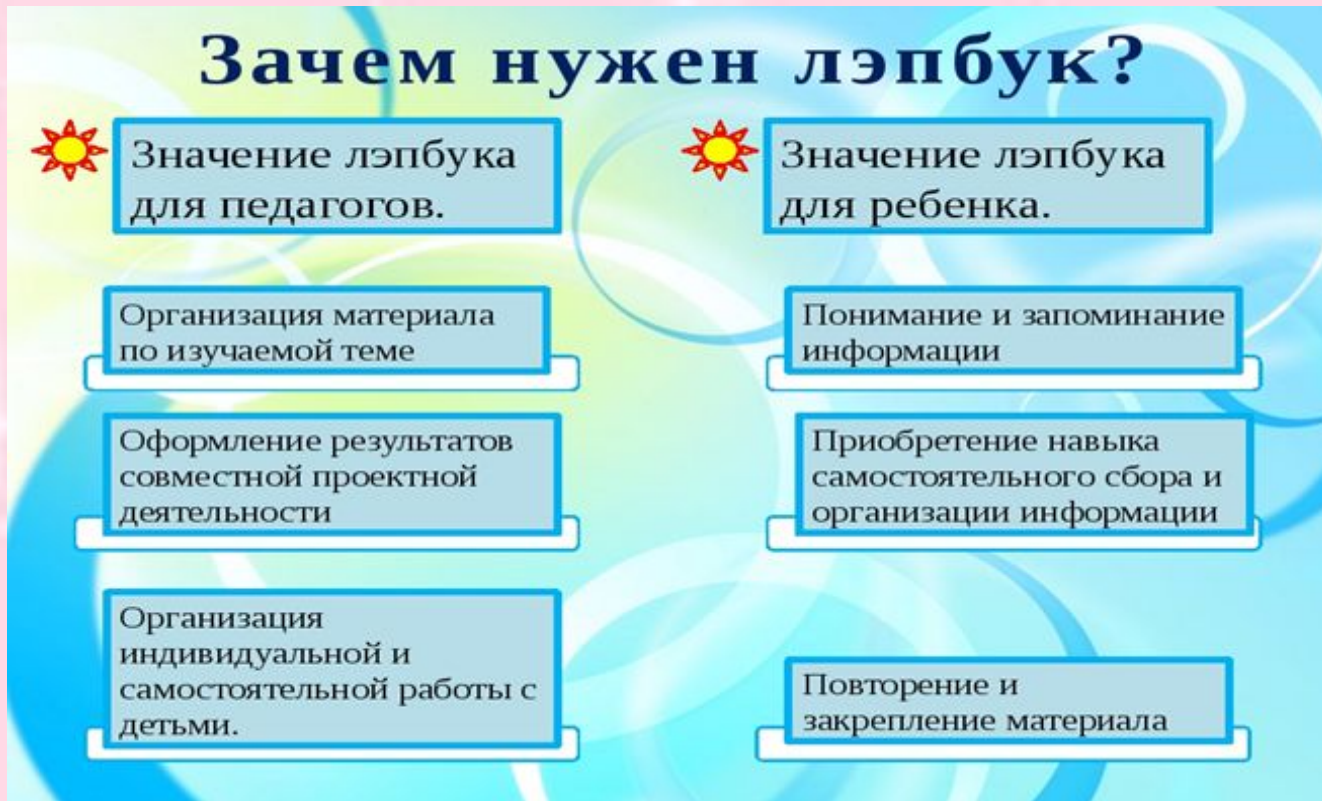 Зачем нужен лэпбук?
Значение лэпбука
для педагогов.
Организация материала
по изучаемой теме
Оформление результатов
совместной проектной
деятельности
Организация
индивидуальной и
самостоятельной работы с
детьми.
Значение лэпбука
для ребенка.
Понимание и запоминание
информации
Приобретение навыка
самостоятельного сбора и
организации информации
Повторение и
закрепление материала